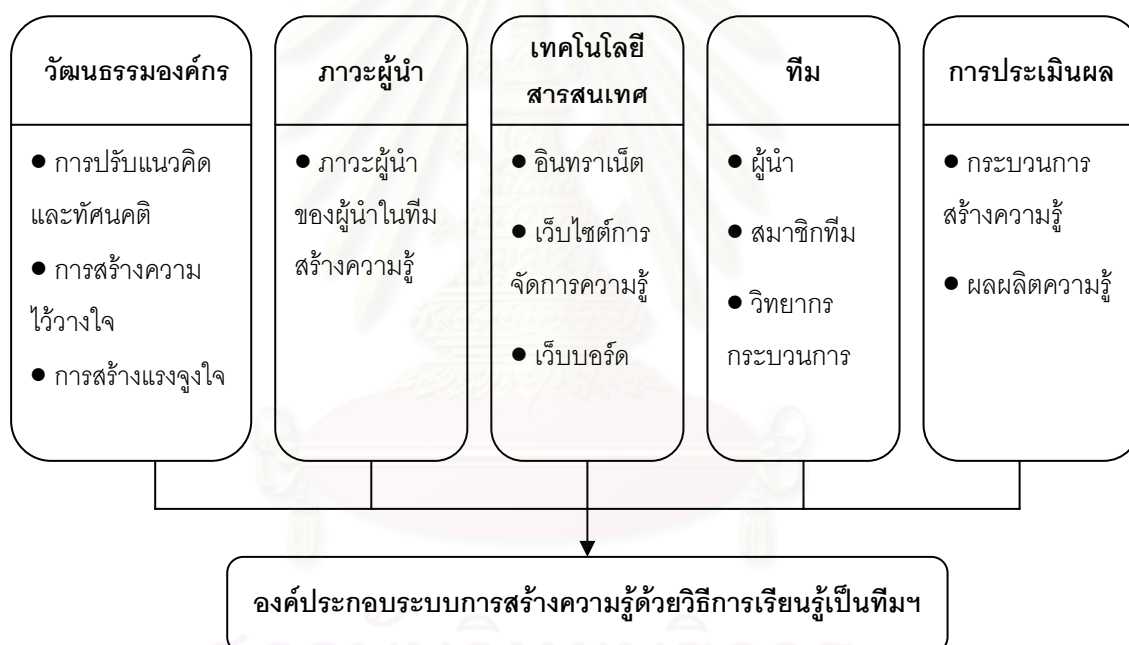 วัฒนธรรมองค์กร
● การปรับแนวคิด
และทัศนคติ
● การสร้างความ
ไว้วางใจ
● การสร้างแรงจูงใจ
ภาวะผู้นำ
● ภาวะผู้นำ
ของผู้นำในทีม
สร้างความรู้
เทคโนโลยี
สารสนเทศ
● อินทราเน็ต
● เว็บไซต์การ
จัดการความรู้
● เว็บบอร์ด
ทีม
● ผู้นำ
● สมาชิกทีม
● วิทยากร
กระบวนการ
การประเมินผล
● กระบวนการ
สร้างความรู้
● ผลผลิตความรู้
องค์ประกอบระบบการสร้างความรู้ด้วยวิธีการเรียนรู้เป็นทีมฯ